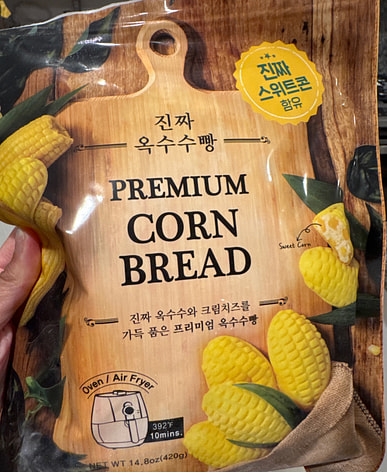 진짜
스위트콘
함유
진짜
옥수수빵
PREMIUM
CORN
BREAD
Sweet Corn
진짜 옥수수와 크림치즈를
가득 품은 프리미엄 옥수수빵
Oven / Air Fryer
392°F
10mins.
NET WT 14.8oz(420g)